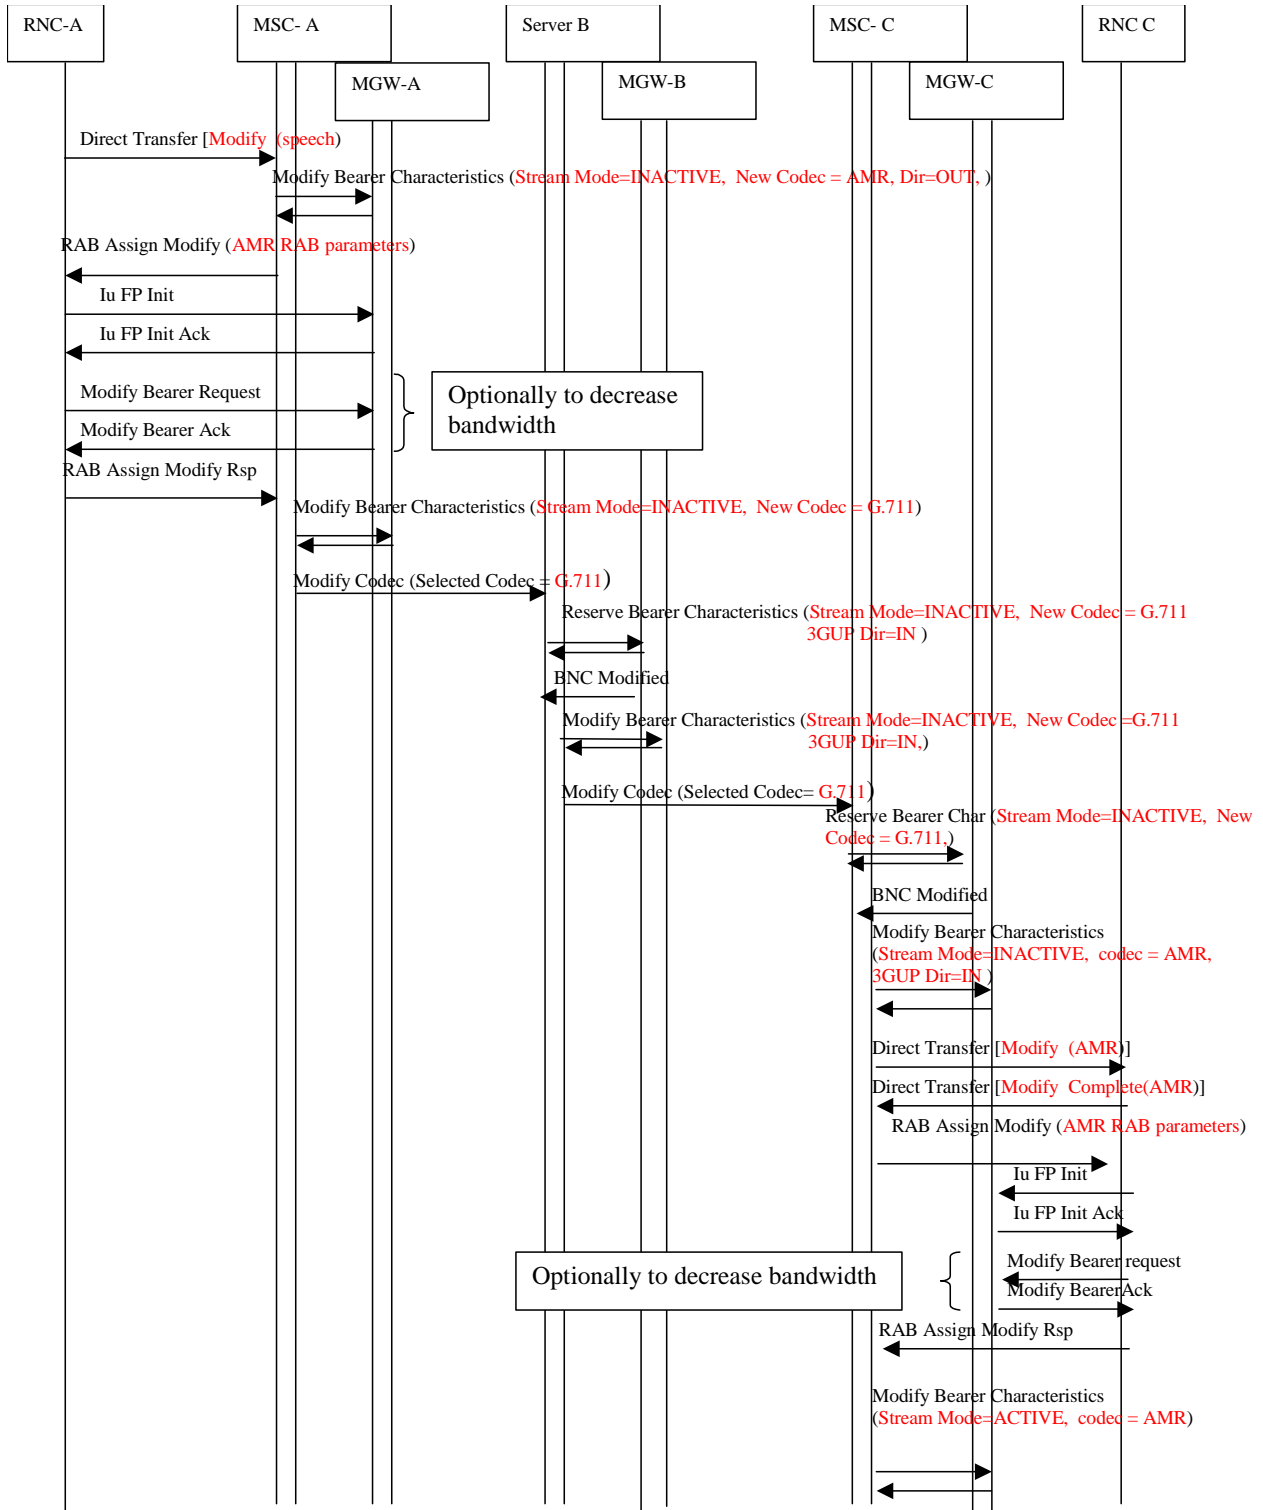 RNC-A
MSC- A
Server B
MSC- C
RNC C
MGW-A
MGW-B
MGW-C
Direct Transfer [Modify  (speech)
Modify Bearer Characteristics (Stream Mode=INACTIVE,  New Codec = AMR, Dir=OUT, )
RAB Assign Modify (AMR RAB parameters)
Iu FP Init
Iu FP Init Ack
Modify Bearer Request
Optionally to decrease
bandwidth
Modify Bearer Ack
RAB Assign Modify Rsp
Modify Bearer Characteristics (Stream Mode=INACTIVE,  New Codec = G.711)
Modify Codec (Selected Codec = G.711)
Reserve Bearer Characteristics (Stream Mode=INACTIVE,  New Codec = G.711
3GUP Dir=IN )
BNC Modified
Modify Bearer Characteristics (Stream Mode=INACTIVE,  New Codec =G.711
3GUP Dir=IN,)
Modify Codec (Selected Codec= G.711)
Reserve Bearer Char (Stream Mode=INACTIVE,  New
Codec = G.711,)
BNC Modified
Modify Bearer Characteristics
(Stream Mode=INACTIVE,  codec = AMR,
3GUP Dir=IN )
Direct Transfer [Modify  (AMR)]
Direct Transfer [Modify  Complete(AMR)]
RAB Assign Modify (AMR RAB parameters)
Iu FP Init
Iu FP Init Ack
Optionally to decrease bandwidth
Modify Bearer request
Modify BearerAck
RAB Assign Modify Rsp
Modify Bearer Characteristics
(Stream Mode=ACTIVE,  codec = AMR)